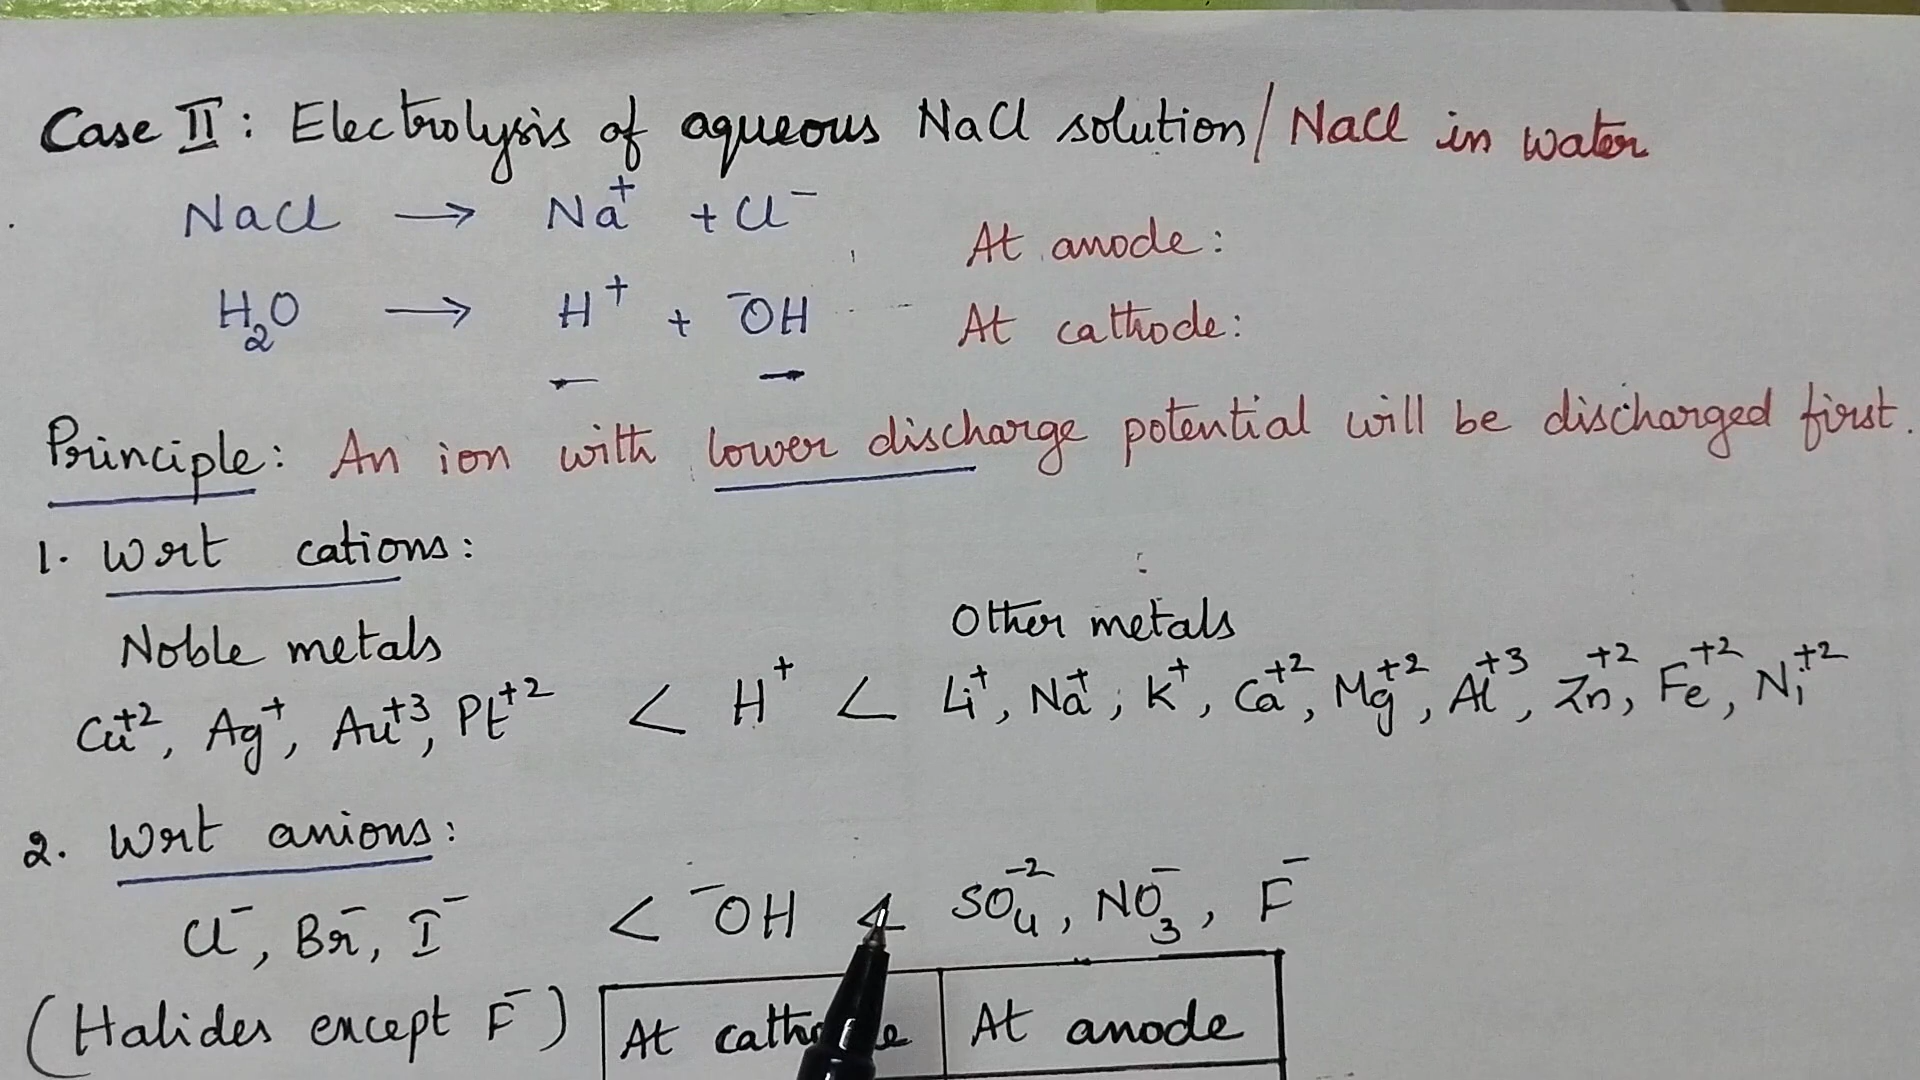 Case II: Electrolysis of aqueous NaCl solution/NaCl in water
NaCl → Na⁺ + Cl⁻
At anode:
H₂O → H⁺ + ⁻OH
At cathode:
Principle: An ion with lower discharge potential will be discharged first.
1. Wrt cations:
Noble metals
Other metals
Cu⁺², Ag⁺, Au⁺³, Pt⁺² < H⁺ < Li⁺, Na⁺, K⁺, Ca⁺², Mg⁺², Al⁺³, Zn⁺², Fe⁺², Ni⁺²
2. Wrt anions:
Cl⁻, Br⁻, I⁻ < ⁻OH < SO₄⁻², NO₃⁻, F⁻
(Halides except F⁻)
At cathode
At anode